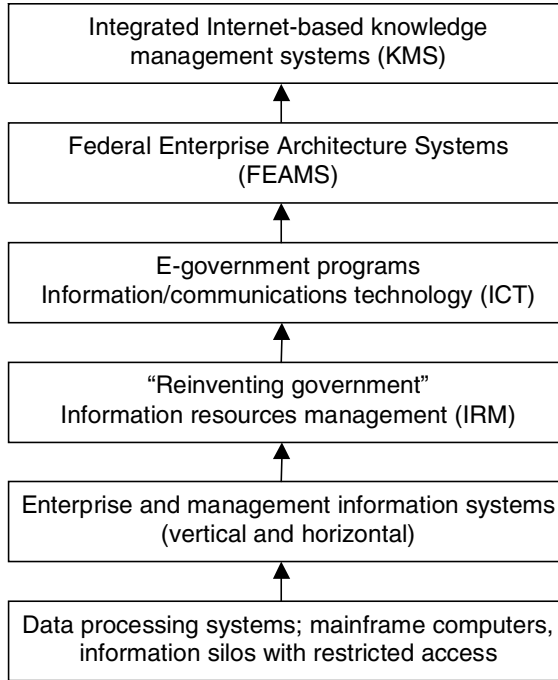 Integrated Internet-based knowledge
management systems (KMS)
Federal Enterprise Architecture Systems
(FEAMS)
E-government programs
Information/communications technology (ICT)
“Reinventing government”
Information resources management (IRM)
Enterprise and management information systems
(vertical and horizontal)
Data processing systems; mainframe computers,
information silos with restricted access